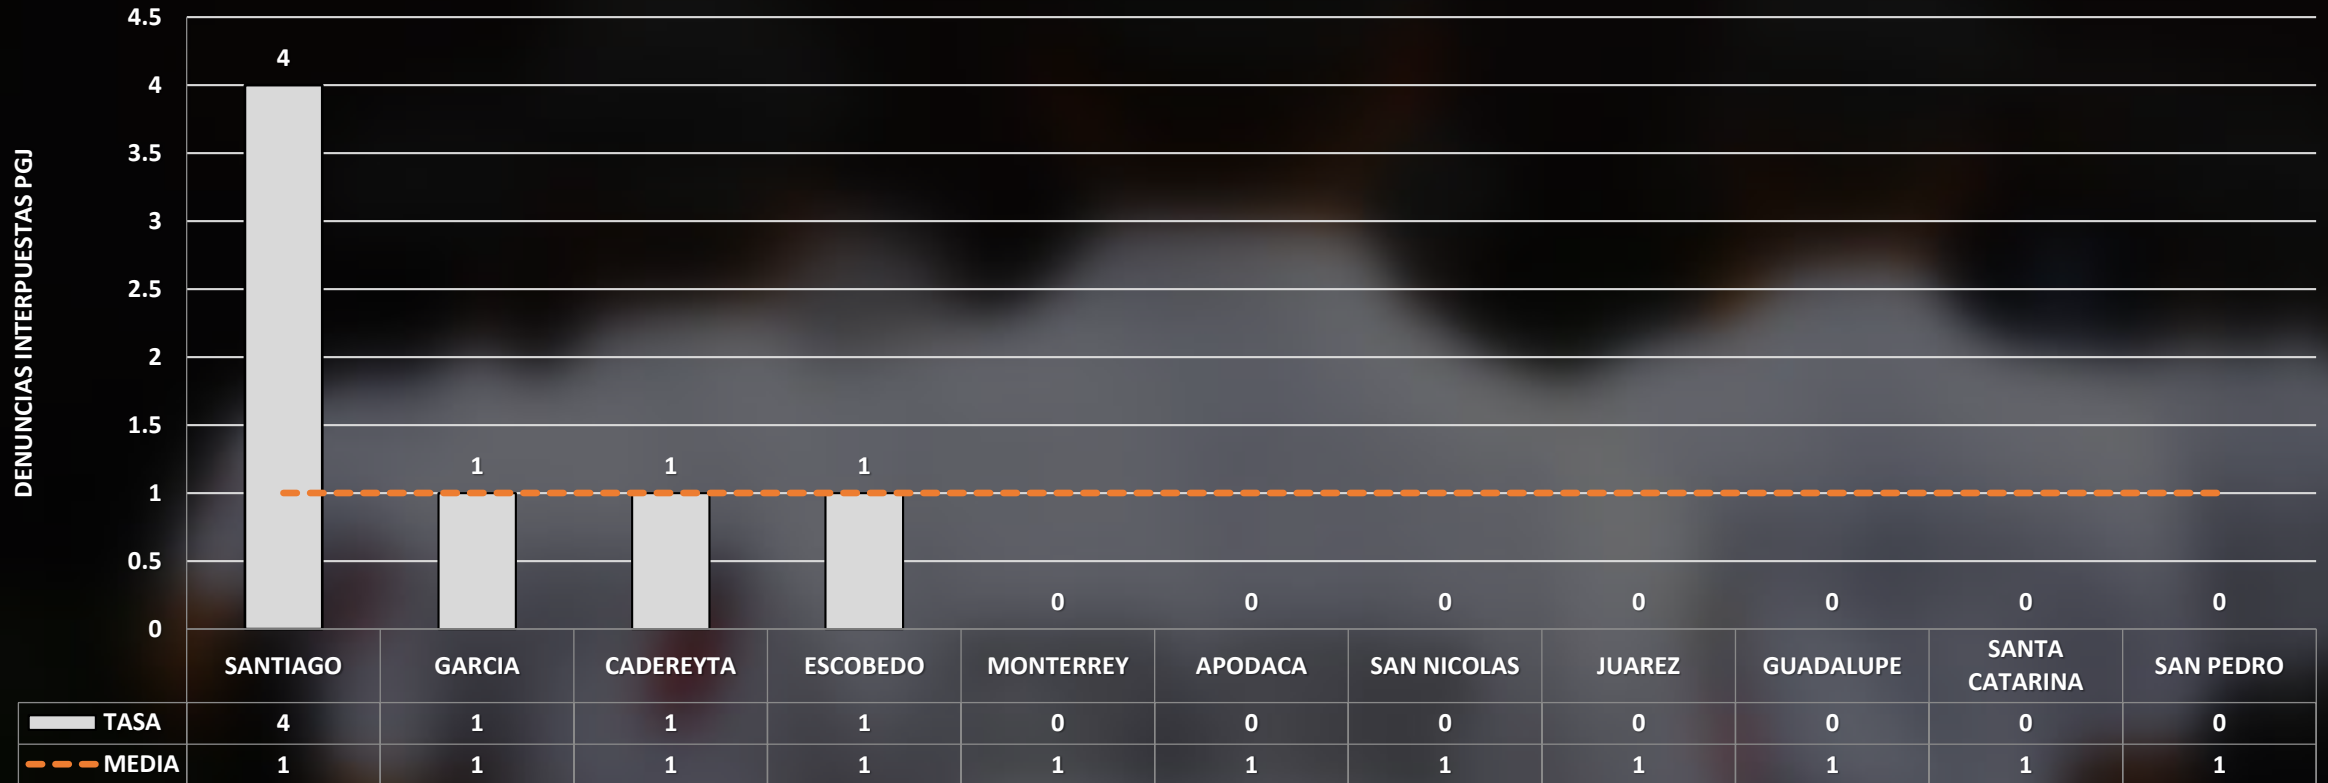 DENUNCIAS INTERPUESTAS PGJ
4.5
4
3.5
3
2.5
2
1.5
1
0.5
0
4 1 1 1 0 0 0 0 0 0 0
SANTIAGO GARCIA CADEREYTA ESCOBEDO MONTERREY APODACA SAN NICOLAS JUAREZ GUADALUPE SANTA CATARINA SAN PEDRO
TASA 4 1 1 1 0 0 0 0 0 0 0
MEDIA 1 1 1 1 1 1 1 1 1 1 1